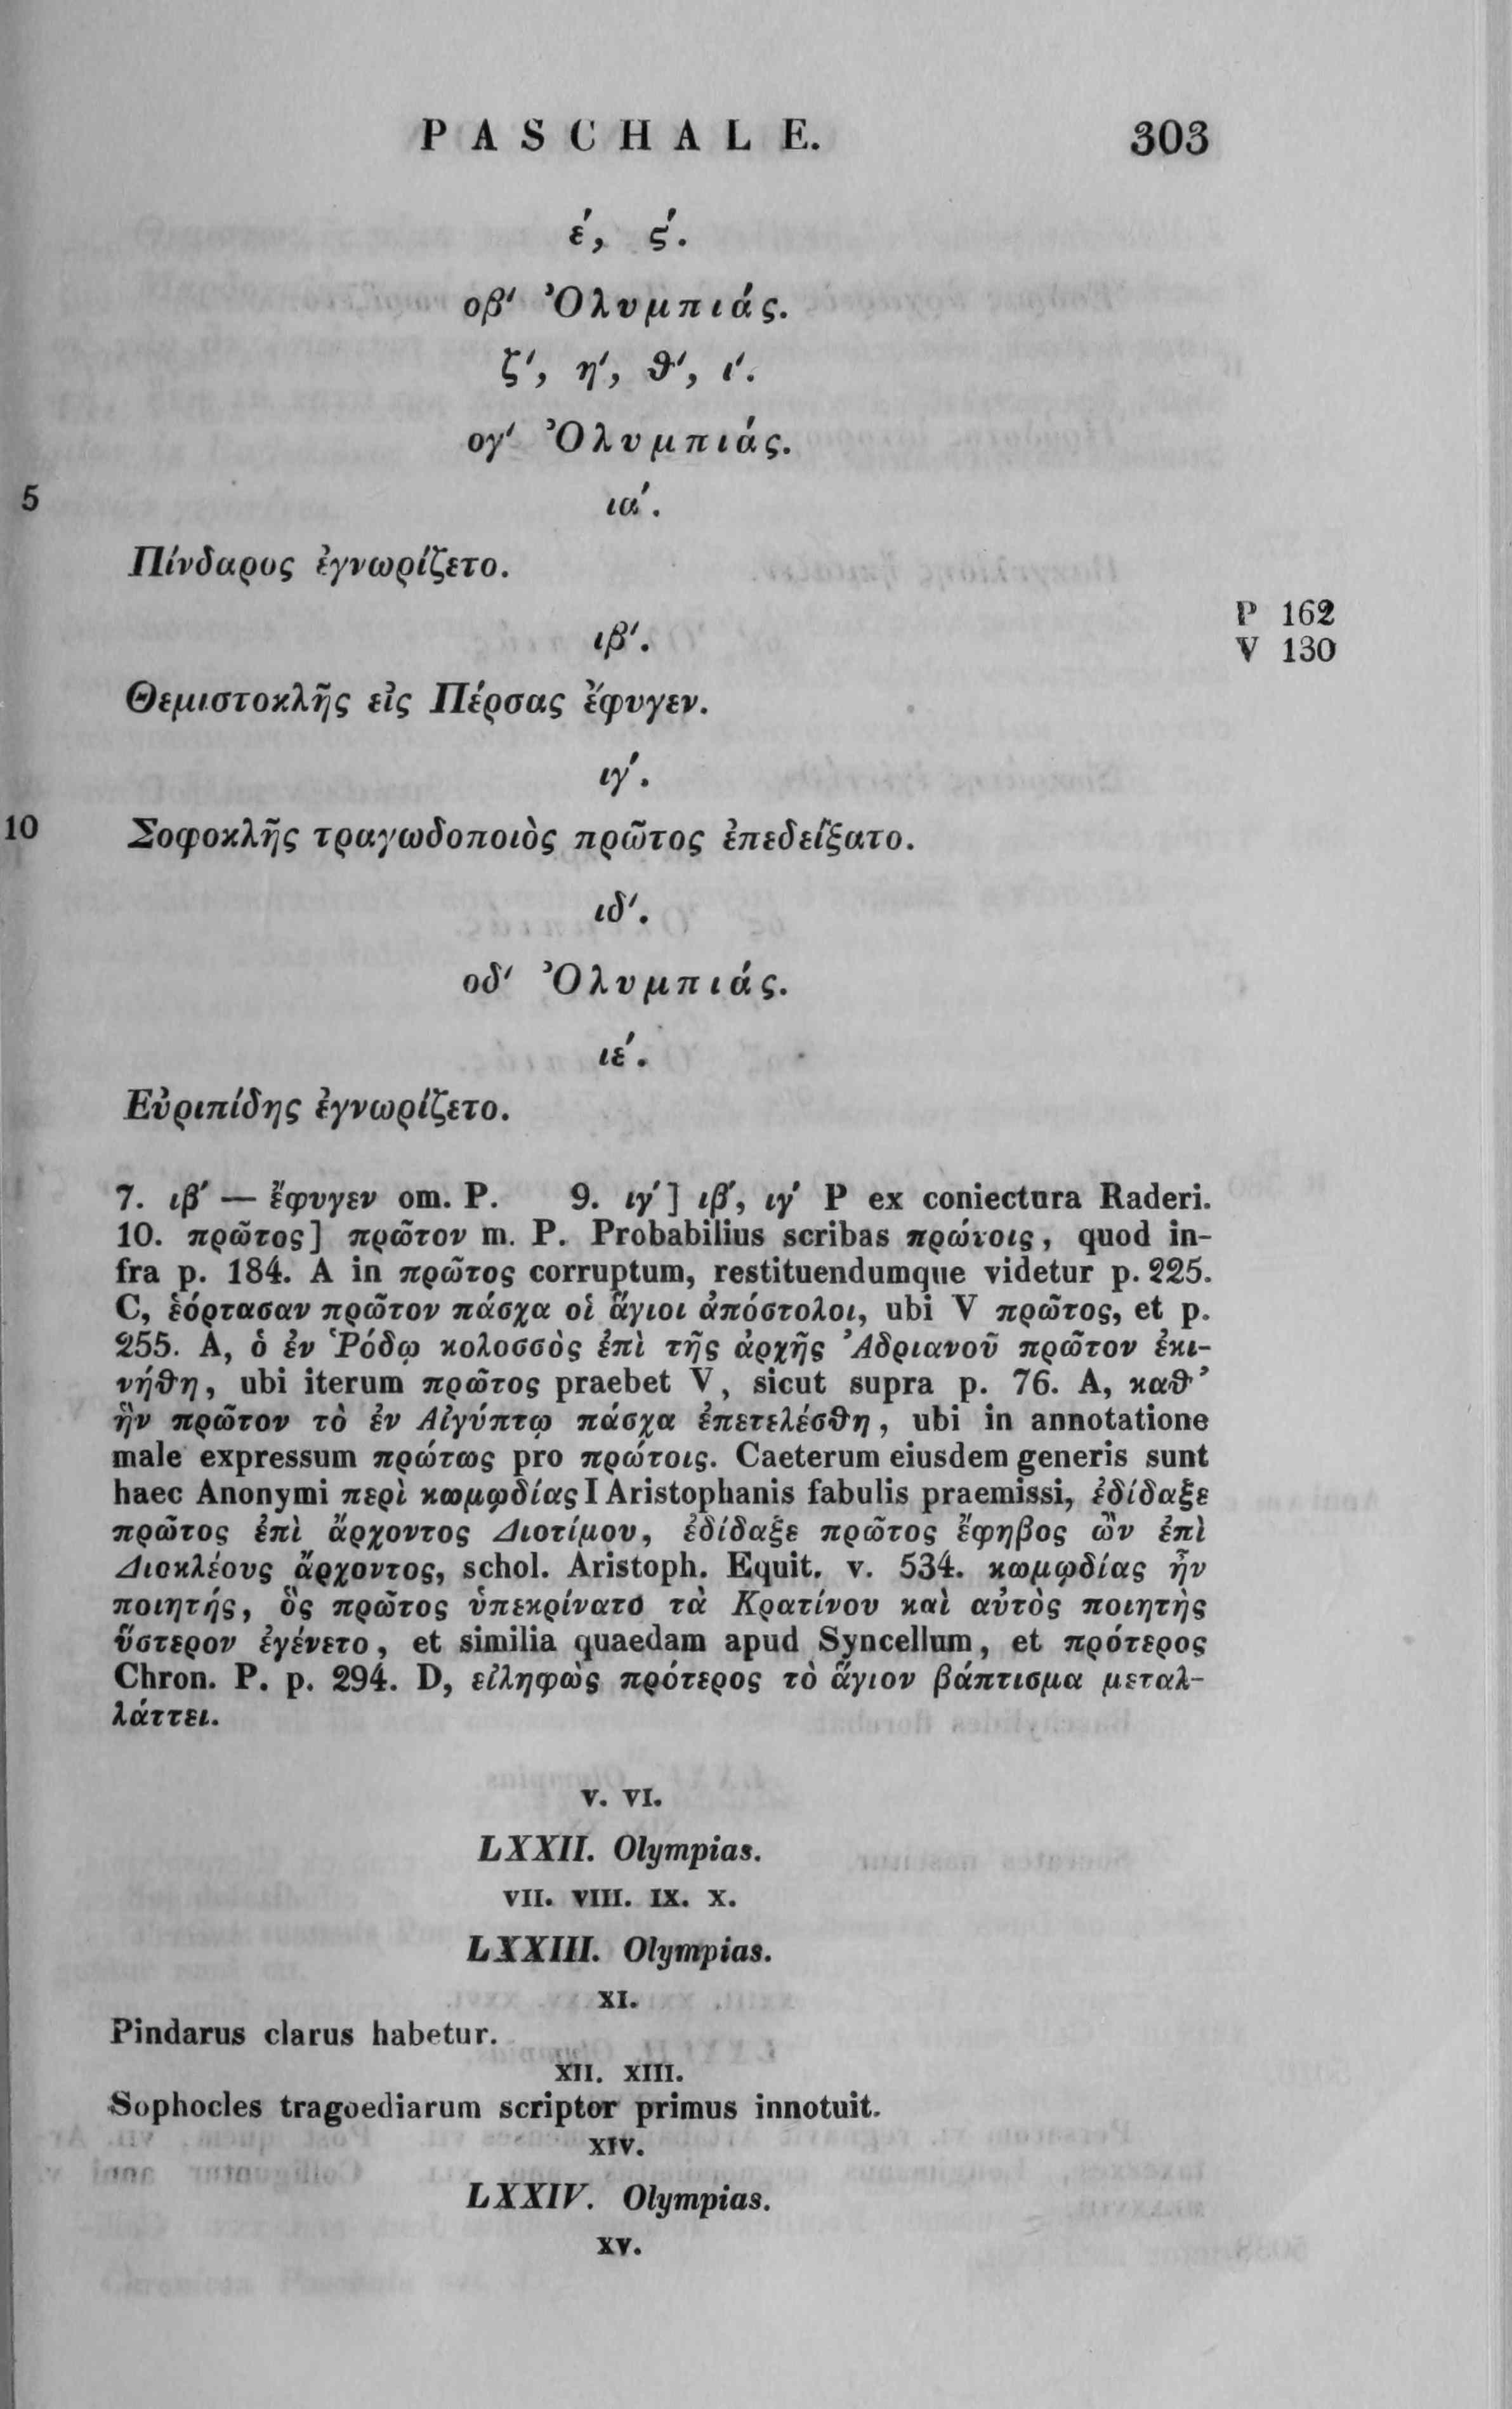 PASCHALE. 303
ε΄, ς΄.
οβ΄ Ὀλυμπιάς.
ζ΄, η΄, ϑ΄, ι΄.
ογ΄ Ὀλυμπιάς.
5 ια΄.
Πίνδαρος ἐγνωρίζετο.
P 162
ιβ΄.
V 130
Θεμιστοκλῆς εἰς Πέρσας ἔφυγεν.
ιγ΄.
10 Σοφοκλῆς τραγωδοποιὸς πρῶτος ἐπεδείξατο.
ιδ΄.
οδ΄ Ὀλυμπιάς.
ιε΄.
Εὐριπίδης ἐγνωρίζετο.
7. ιβ΄ — ἔφυγεν om. P. 9. ιγ΄] ιβ΄, ιγ΄ P ex coniectura Raderi.
10. πρῶτος] πρῶτον m. P. Probabilius scribas πρώτοις, quod in-
fra p. 184. A in πρῶτος corruptum, restituendumque videtur p. 225.
C, ἑόρτασαν πρῶτον πάσχα οἱ ἅγιοι ἀπόστολοι, ubi V πρῶτος, et p.
255. A, ὁ ἐν Ῥόδῳ κολοσσὸς ἐπὶ τῆς ἀρχῆς Ἀδριανοῦ πρῶτον ἐκι-
νήϑη, ubi iterum πρῶτος praebet V, sicut supra p. 76. A, καϑ᾽
ἣν πρῶτον τὸ ἐν Αἰγύπτῳ πάσχα ἐπετελέσϑη, ubi in annotatione
male expressum πρώτως pro πρώτοις. Caeterum eiusdem generis sunt
haec Anonymi περὶ κωμῳδίας I Aristophanis fabulis praemissi, ἐδίδαξε
πρῶτος ἐπὶ ἄρχοντος Διοτίμου, ἐδίδαξε πρῶτος ἔφηβος ὢν ἐπὶ
Διοκλέους ἄρχοντος, schol. Aristoph. Equit. v. 534. κωμῳδίας ἦν
ποιητής, ὃς πρῶτος ὑπεκρίνατο τὰ Κρατίνου καὶ αὐτὸς ποιητὴς
ὕστερον ἐγένετο, et similia quaedam apud Syncellum, et πρότερος
Chron. P. p. 294. D, εἰληφὼς πρότερος τὸ ἅγιον βάπτισμα μεταλ-
λάττει.
V. VI.
LXXII. Olympias.
VII. VIII. IX. X.
LXXIII. Olympias.
XI.
Pindarus clarus habetur.
XII. XIII.
Sophocles tragoediarum scriptor primus innotuit.
XIV.
LXXIV. Olympias.
XV.